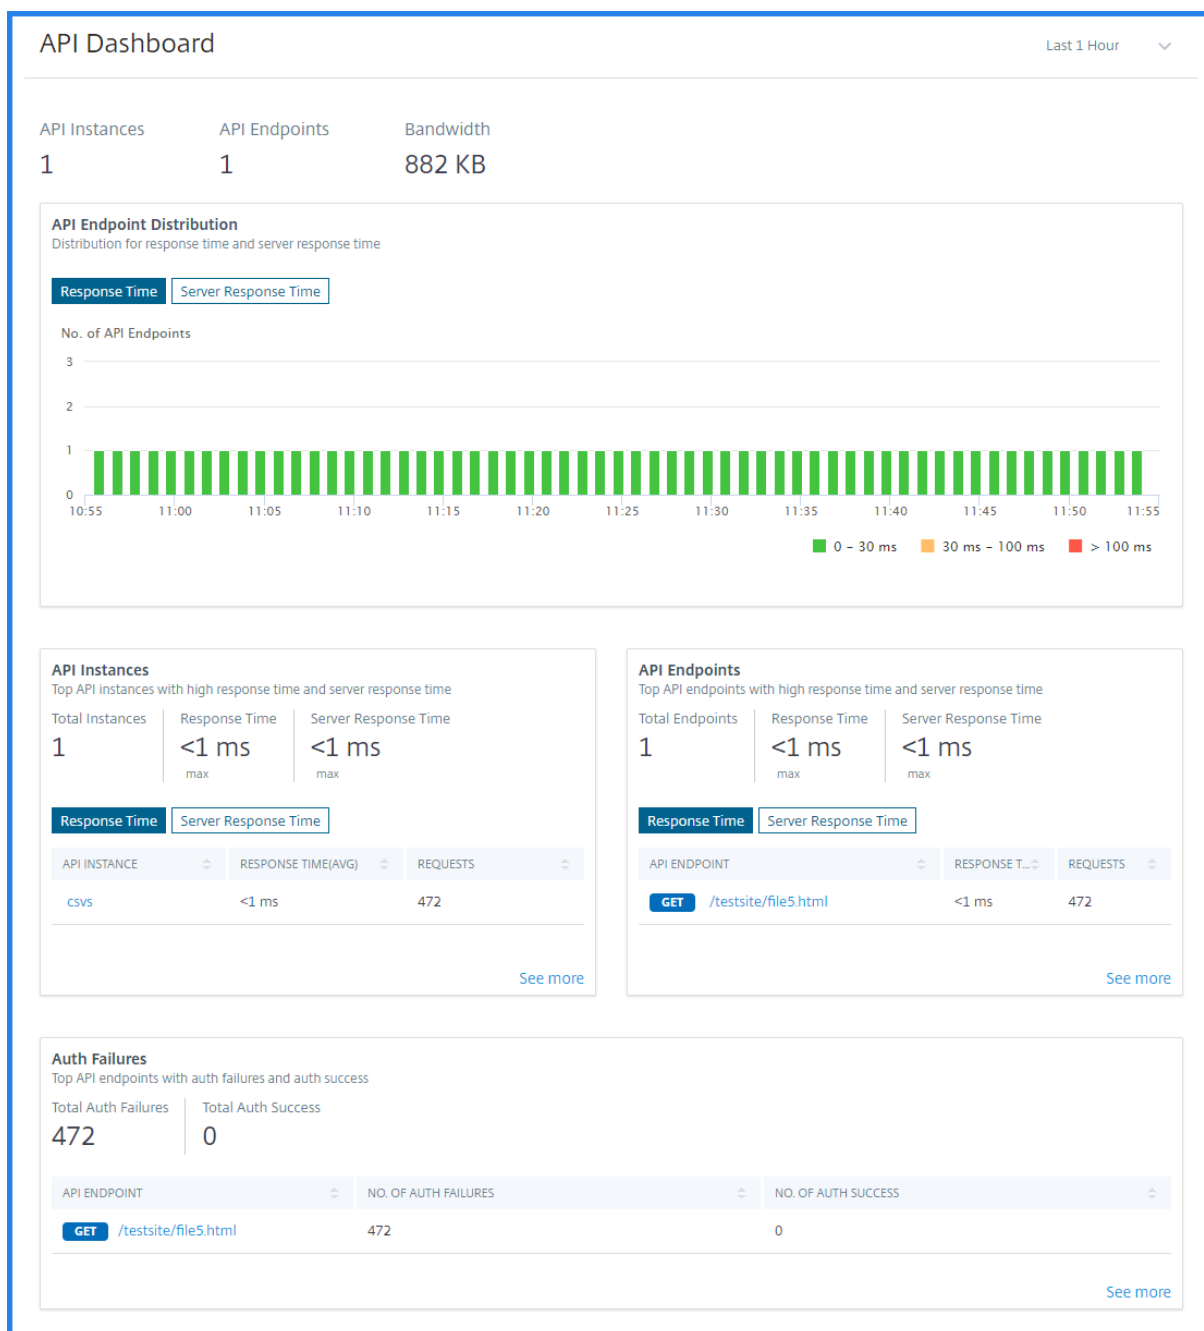 API Dashboard
Last 1 Hour
API Instances API Endpoints Bandwidth
1 1 882 KB
API Endpoint Distribution
Distribution for response time and server response time
Response Time Server Response Time
No. of API Endpoints
3
2
1
0
10:55 11:00 11:05 11:10 11:15 11:20 11:25 11:30 11:35 11:40 11:45 11:50 11:55
0 – 30 ms 30 ms – 100 ms > 100 ms
API Instances
Top API instances with high response time and server response time
Total Instances Response Time Server Response Time
1 <1 ms <1 ms
max max
Response Time Server Response Time
API INSTANCE RESPONSE TIME(AVG) REQUESTS
csvs <1 ms 472
See more
API Endpoints
Top API endpoints with high response time and server response time
Total Endpoints Response Time Server Response Time
1 <1 ms <1 ms
max max
Response Time Server Response Time
API ENDPOINT RESPONSE T... REQUESTS
GET /testsite/file5.html <1 ms 472
See more
Auth Failures
Top API endpoints with auth failures and auth success
Total Auth Failures Total Auth Success
472 0
API ENDPOINT NO. OF AUTH FAILURES NO. OF AUTH SUCCESS
GET /testsite/file5.html 472 0
See more